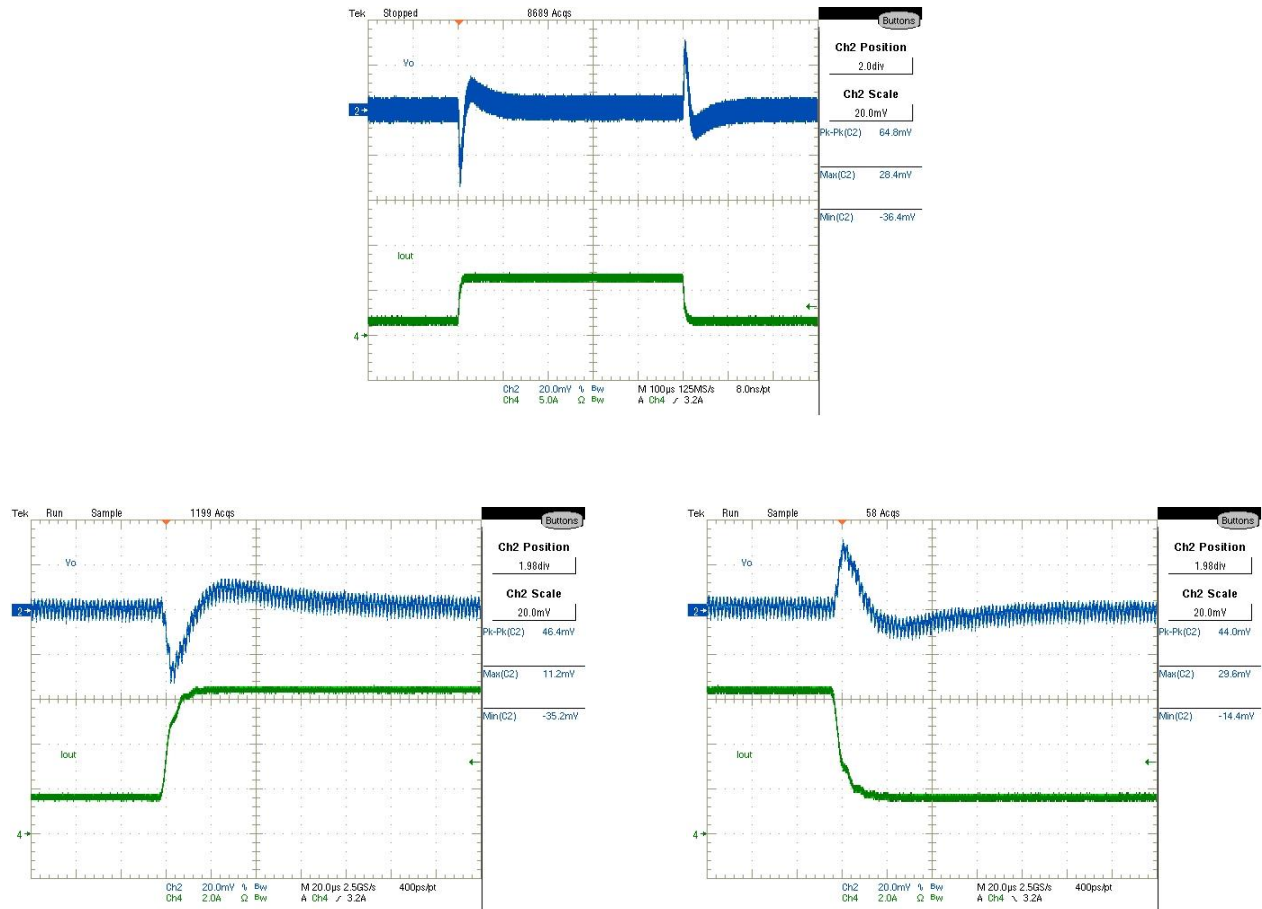 Tek Stopped 8689 Acqs
Buttons
Ch2 Position
2.0div
Ch2 Scale
20.0mV
Pk-Pk(C2) 64.8mV
Max(C2) 28.4mV
Min(C2) -36.4mV
Vo
2
Iout
4
Ch2 20.0mV ∿ Bw M 100µs 125MS/s 8.0ns/pt
Ch4 5.0A Ω Bw A Ch4 ⁄ 3.2A
Tek Run Sample 1199 Acqs
Buttons
Ch2 Position
1.98div
Ch2 Scale
20.0mV
Pk-Pk(C2) 46.4mV
Max(C2) 11.2mV
Min(C2) -35.2mV
Vo
2
Iout
4
Ch2 20.0mV ∿ Bw M 20.0µs 2.5GS/s 400ps/pt
Ch4 2.0A Ω Bw A Ch4 ⁄ 3.2A
Tek Run Sample 58 Acqs
Buttons
Ch2 Position
1.98div
Ch2 Scale
20.0mV
Pk-Pk(C2) 44.0mV
Max(C2) 29.6mV
Min(C2) -14.4mV
Vo
2
Iout
4
Ch2 20.0mV ∿ Bw M 20.0µs 2.5GS/s 400ps/pt
Ch4 2.0A Ω Bw A Ch4 \ 3.2A